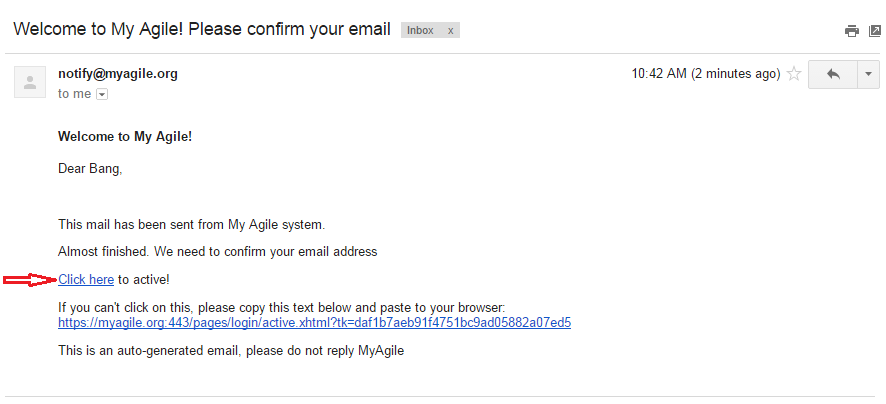 Welcome to My Agile! Please confirm your email Inbox x
notify@myagile.org 10:42 AM (2 minutes ago)
to me
Welcome to My Agile!
Dear Bang,
This mail has been sent from My Agile system.
Almost finished. We need to confirm your email address
Click here to active!
If you can't click on this, please copy this text below and paste to your browser:
https://myagile.org:443/pages/login/active.xhtml?tk=daf1b7aeb91f4751bc9ad05882a07ed5
This is an auto-generated email, please do not reply MyAgile